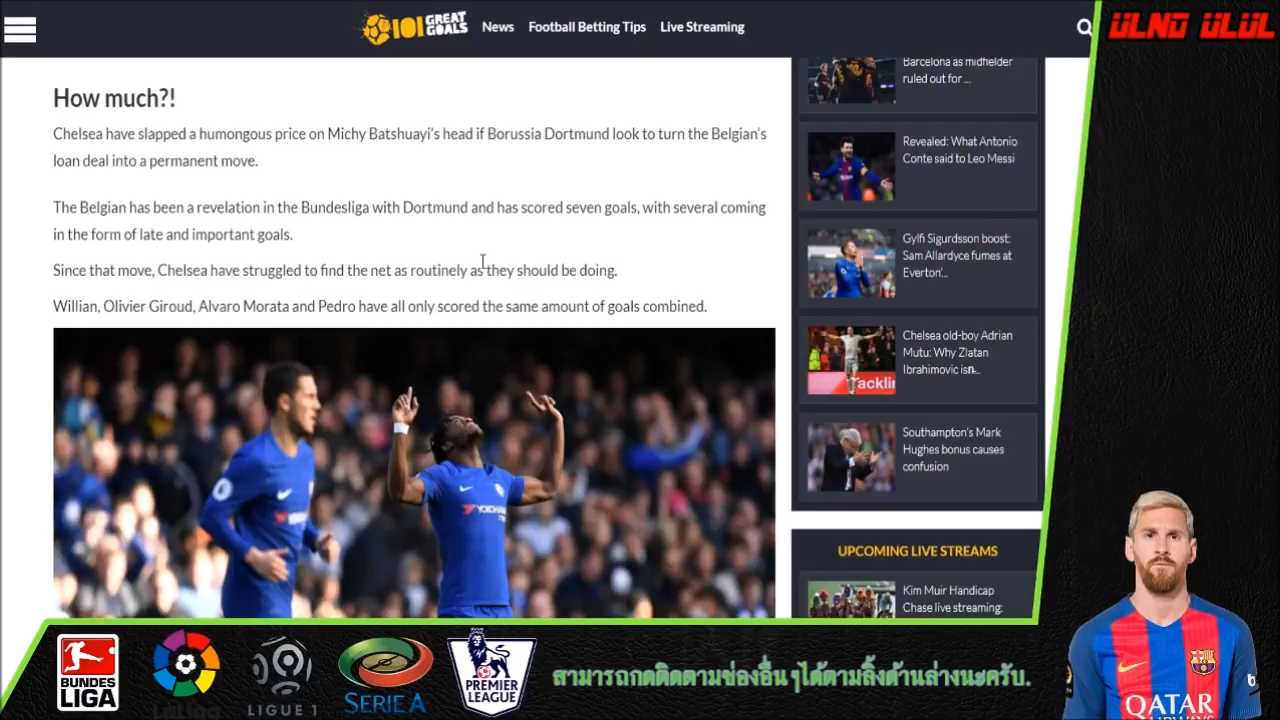 101 GREAT GOALS
News Football Betting Tips Live Streaming
How much?!
Chelsea have slapped a humongous price on Michy Batshuayi's head if Borussia Dortmund look to turn the Belgian's
loan deal into a permanent move.
The Belgian has been a revelation in the Bundesliga with Dortmund and has scored seven goals, with several coming
in the form of late and important goals.
Since that move, Chelsea have struggled to find the net as routinely as they should be doing.
Willian, Olivier Giroud, Alvaro Morata and Pedro have all only scored the same amount of goals combined.
Barcelona as midfielder
ruled out for ...
Revealed: What Antonio
Conte said to Leo Messi
Gylfi Sigurdsson boost:
Sam Allardyce fumes at
Everton'...
Chelsea old-boy Adrian
Mutu: Why Zlatan
Southampton's Mark
Hughes bonus causes
confusion
UPCOMING LIVE STREAMS
Kim Muir Handicap
Chase live streaming:
BUNDES
LIGA
LaLiga
LIGUE 1
SERIE A
PREMIER
LEAGUE
สามารถกดติดตามช่องอื่นๆได้ตามลิ้งด้านล่างนะครับ.
QATAR
AIRWAYS